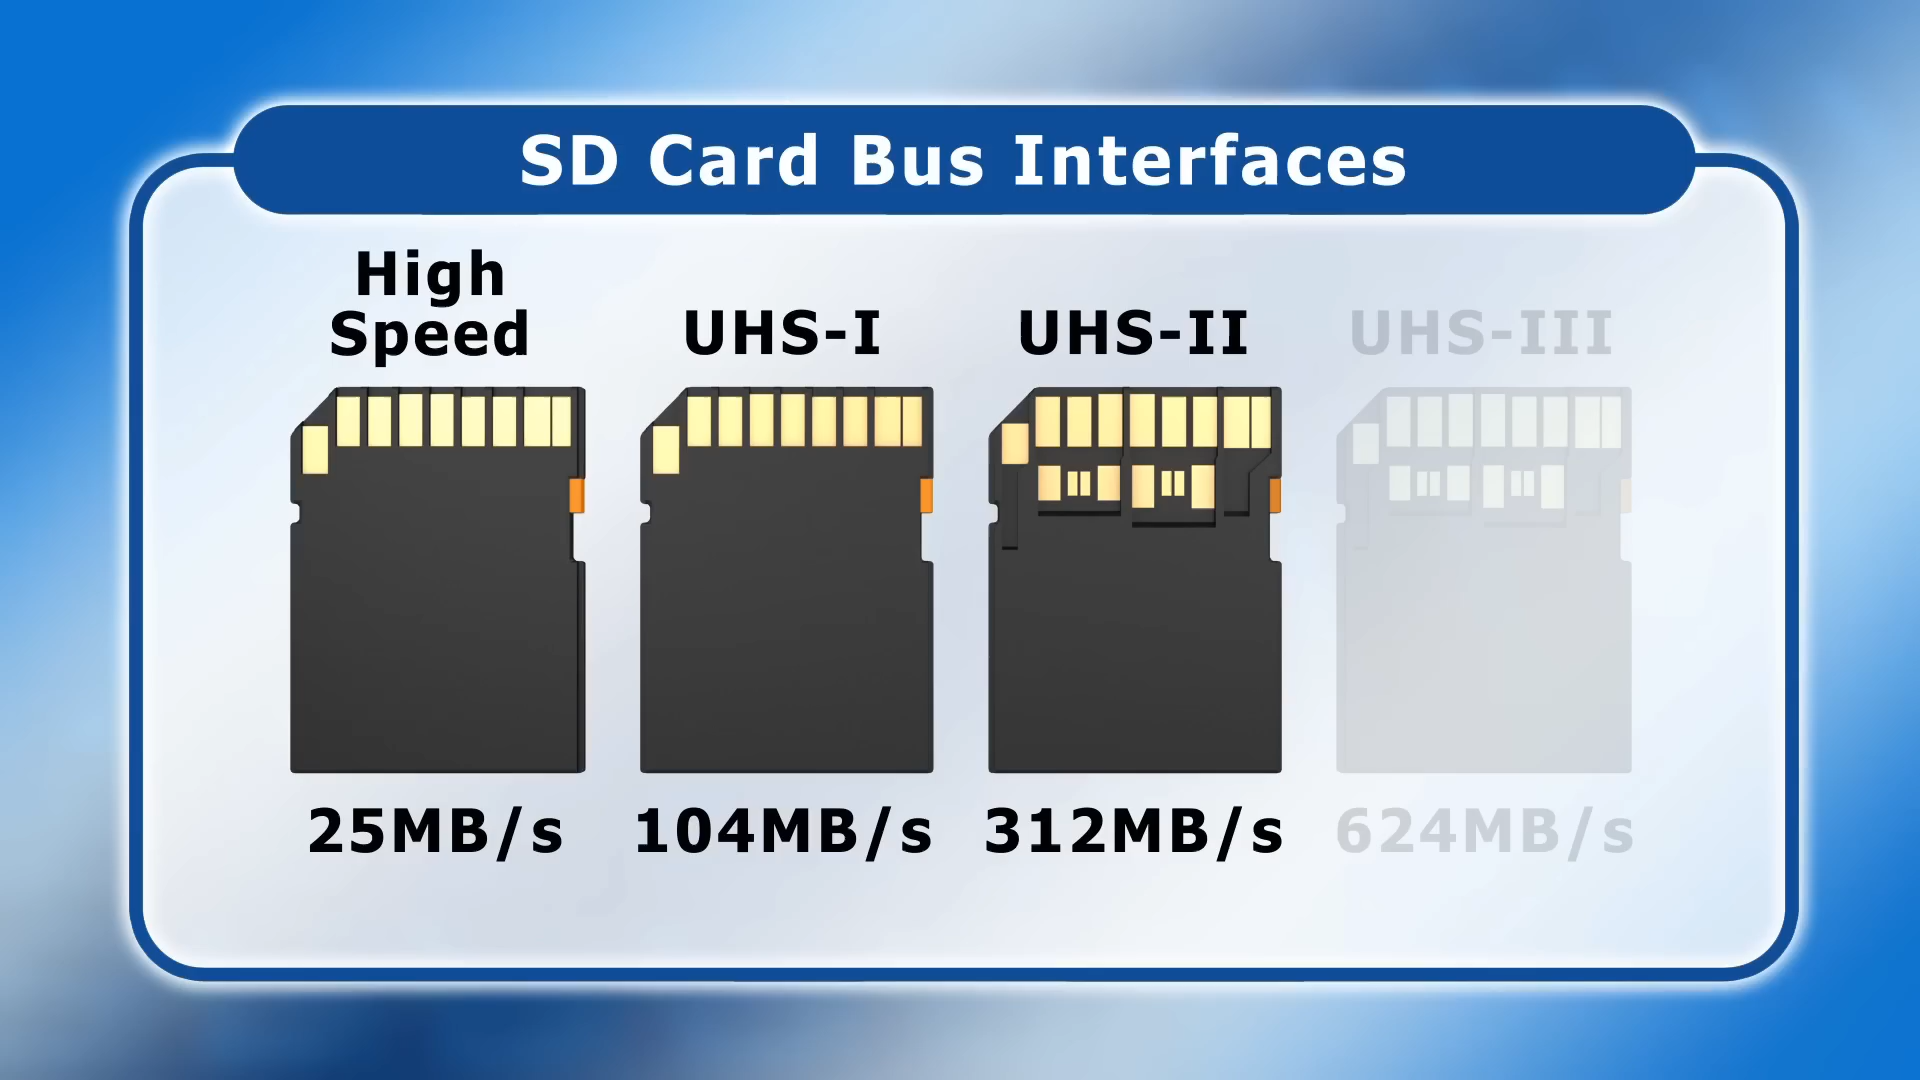 SD Card Bus Interfaces
High
Speed
UHS-I
UHS-II
UHS-III
25MB/s
104MB/s
312MB/s
624MB/s